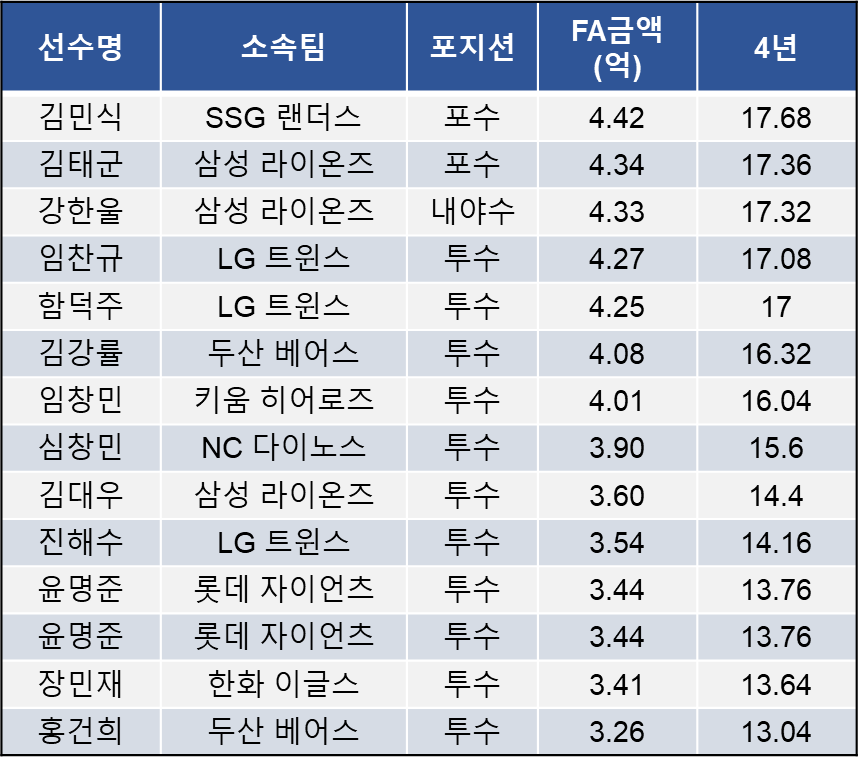 선수명 소속팀 포지션 FA금액 (억) 4년
김민식 SSG 랜더스 포수 4.42 17.68
김태군 삼성 라이온즈 포수 4.34 17.36
강한울 삼성 라이온즈 내야수 4.33 17.32
임찬규 LG 트윈스 투수 4.27 17.08
함덕주 LG 트윈스 투수 4.25 17
김강률 두산 베어스 투수 4.08 16.32
임창민 키움 히어로즈 투수 4.01 16.04
심창민 NC 다이노스 투수 3.90 15.6
김대우 삼성 라이온즈 투수 3.60 14.4
진해수 LG 트윈스 투수 3.54 14.16
윤명준 롯데 자이언츠 투수 3.44 13.76
윤명준 롯데 자이언츠 투수 3.44 13.76
장민재 한화 이글스 투수 3.41 13.64
홍건희 두산 베어스 투수 3.26 13.04